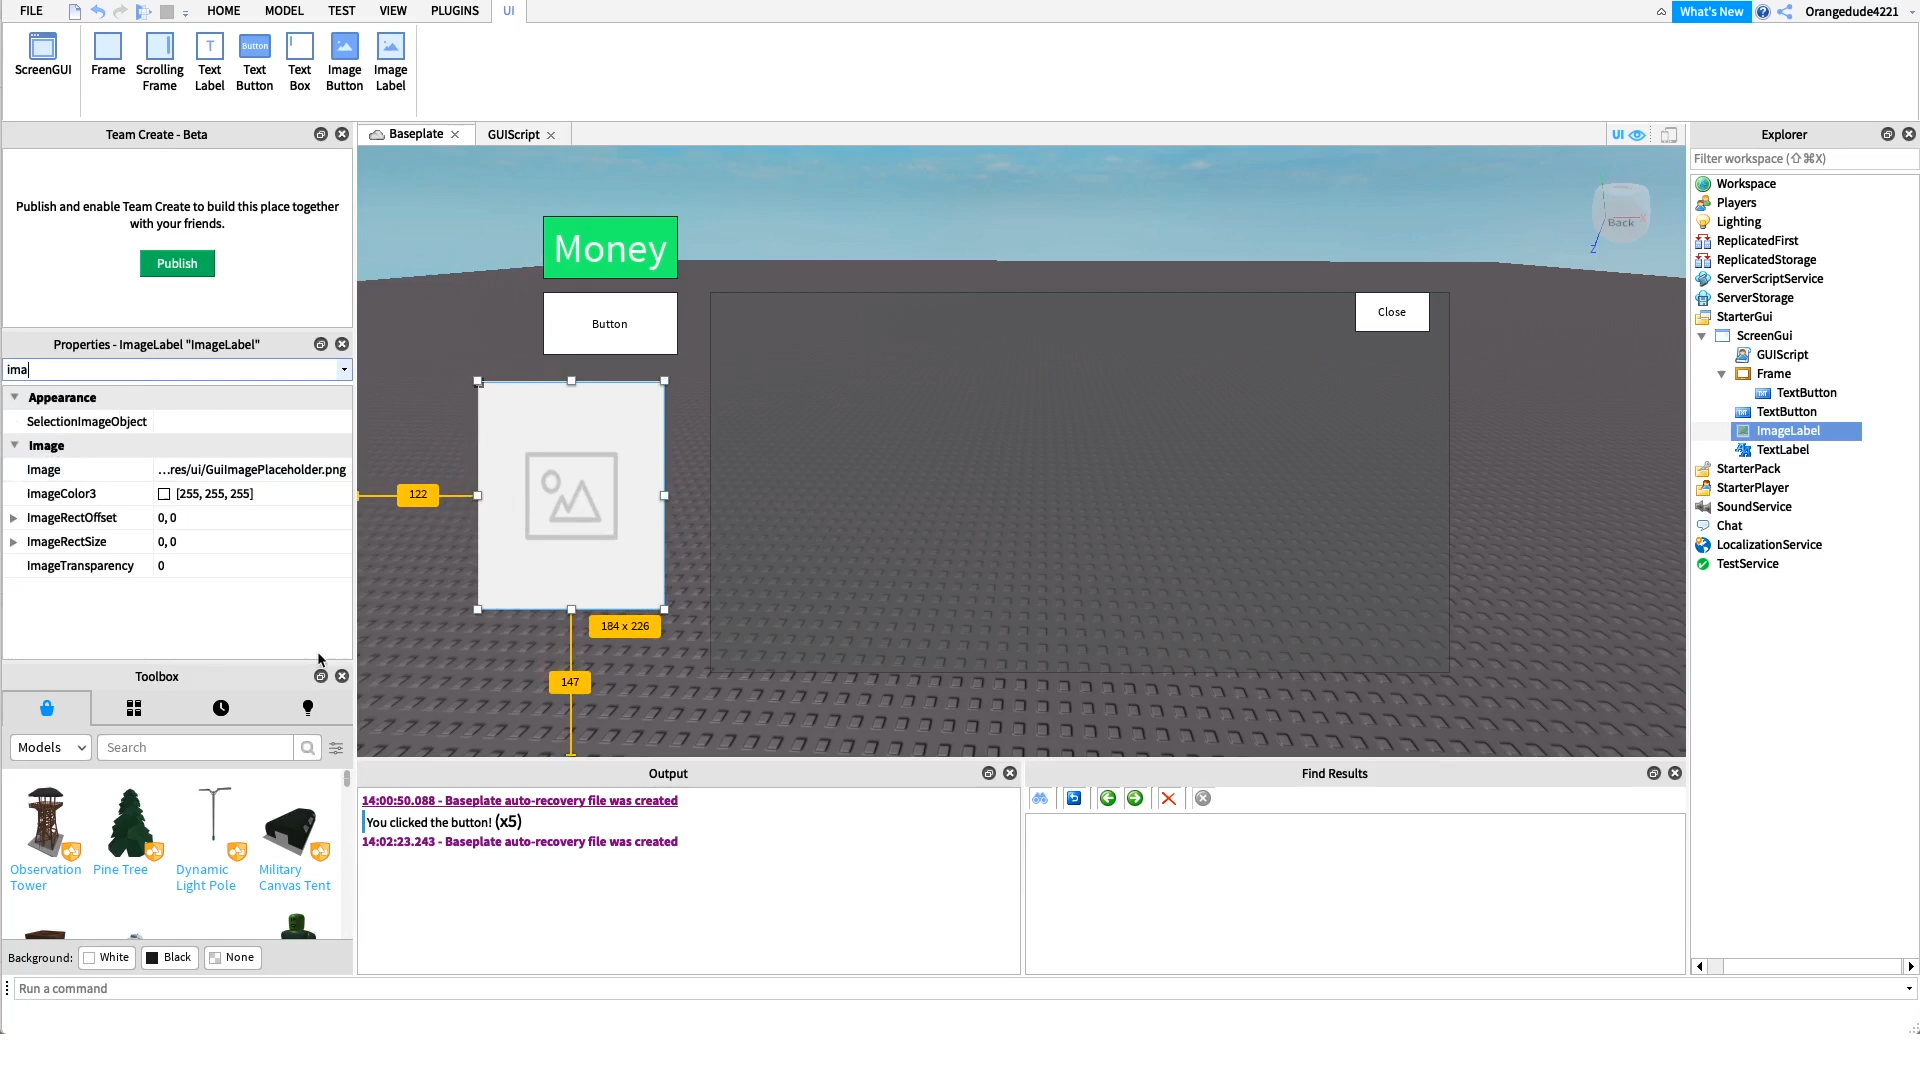 FILE HOME MODEL TEST VIEW PLUGINS UI What's New Orangedude4221
ScreenGUI Frame Scrolling Frame Text Label Text Button Text Box Image Button Image Label
T Button
Team Create - Beta
Publish and enable Team Create to build this place together
with your friends.
Publish
Properties - ImageLabel "ImageLabel"
ima
Appearance
SelectionImageObject
Image
Image ...res/ui/GuiImagePlaceholder.png
ImageColor3 [255, 255, 255]
ImageRectOffset 0, 0
ImageRectSize 0, 0
ImageTransparency 0
Toolbox
Models Search
Observation Tower
Pine Tree
Dynamic Light Pole
Military Canvas Tent
Background: White Black None
Run a command
Baseplate GUIScript UI
Money
Button
Close
Back
Z
122
184 x 226
147
Output
14:00:50.088 - Baseplate auto-recovery file was created
You clicked the button! (x5)
14:02:23.243 - Baseplate auto-recovery file was created
Find Results
Explorer
Filter workspace (⇧⌘X)
Workspace
Players
Lighting
ReplicatedFirst
ReplicatedStorage
ServerScriptService
ServerStorage
StarterGui
ScreenGui
GUIScript
Frame
TextButton
TextButton
ImageLabel
TextLabel
StarterPack
StarterPlayer
SoundService
Chat
LocalizationService
TestService